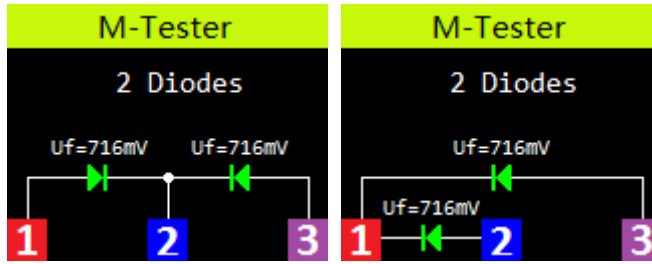 M-Tester
2 Diodes
Uf=716mV Uf=716mV
1 2 3
M-Tester
2 Diodes
Uf=716mV
Uf=716mV
1 2 3